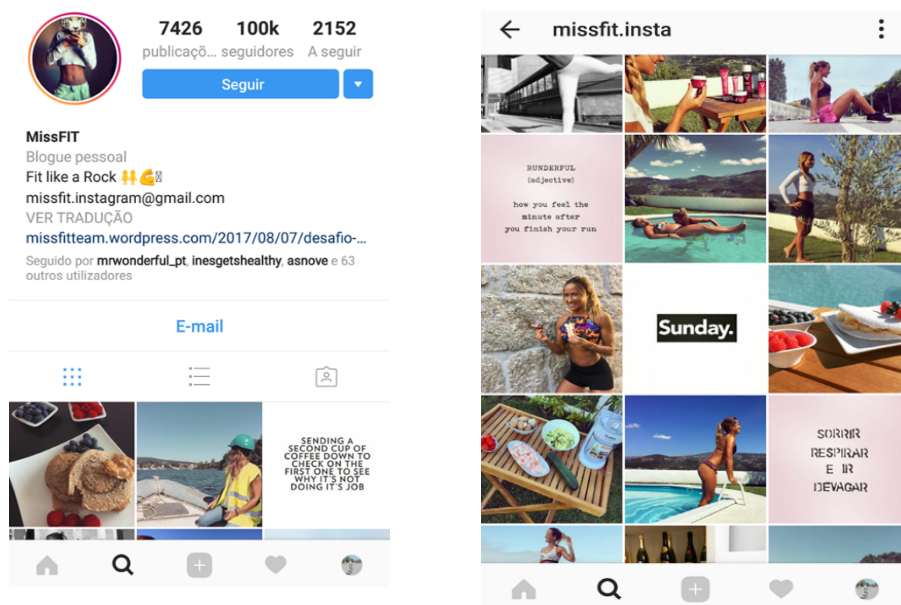 7426 100k 2152
publicaçõ... seguidores A seguir
Seguir
MissFIT
Blogue pessoal
Fit like a Rock 🙌💪
missfit.instagram@gmail.com
VER TRADUÇÃO
missfitteam.wordpress.com/2017/08/07/desafio-...
Seguido por mrwonderful_pt, inesgetshealthy, asnove e 63
outros utilizadores
E-mail
SENDING A
SECOND CUP OF
COFFEE DOWN TO
CHECK ON THE
FIRST ONE TO SEE
WHY IT'S NOT
DOING IT'S JOB
missfit.insta
RUNDERFUL
(adjective)
how you feel the
minute after
you finish your run
Sunday.
SORRIR
RESPIRAR
E IR
DEVAGAR